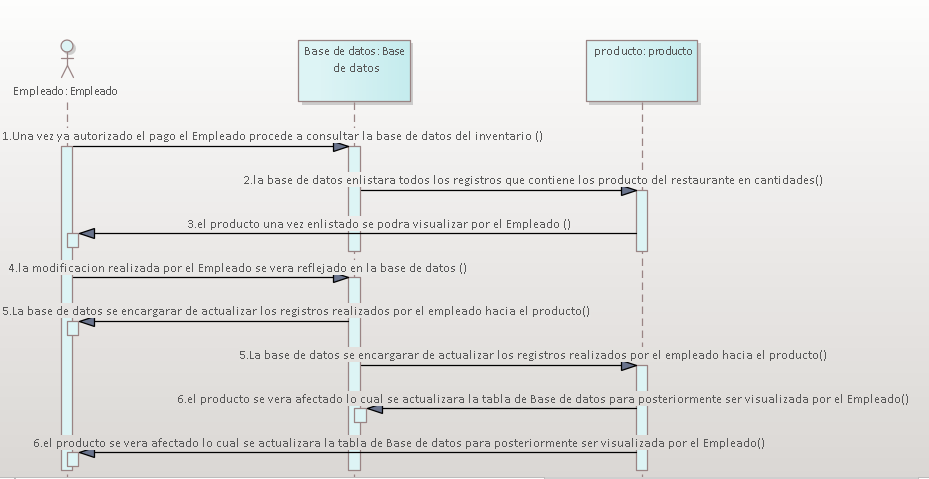 Empleado: Empleado
Base de datos: Base
de datos
producto: producto
1.Una vez ya autorizado el pago el Empleado procede a consultar la base de datos del inventario ()
2.la base de datos enlistara todos los registros que contiene los producto del restaurante en cantidades()
3.el producto una vez enlistado se podra visualizar por el Empleado ()
4.la modificacion realizada por el Empleado se vera reflejado en la base de datos ()
5.La base de datos se encargarar de actualizar los registros realizados por el empleado hacia el producto()
5.La base de datos se encargarar de actualizar los registros realizados por el empleado hacia el producto()
6.el producto se vera afectado lo cual se actualizara la tabla de Base de datos para posteriormente ser visualizada por el Empleado()
6.el producto se vera afectado lo cual se actualizara la tabla de Base de datos para posteriormente ser visualizada por el Empleado()